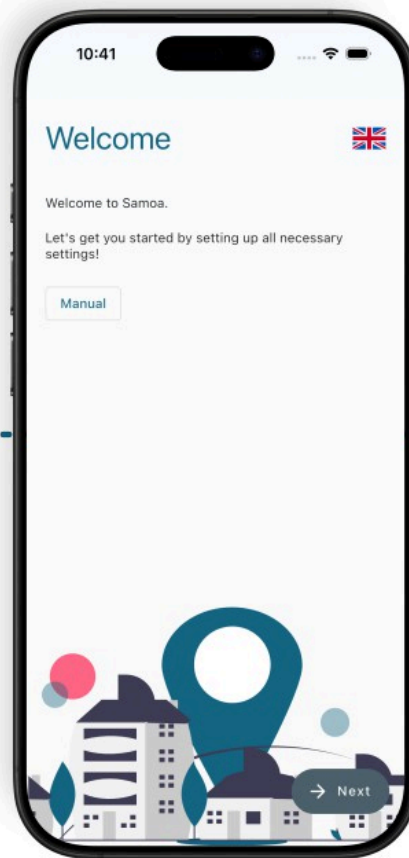 10:41
Welcome
Welcome to Samoa.
Let's get you started by setting up all necessary
settings!
Manual
Next